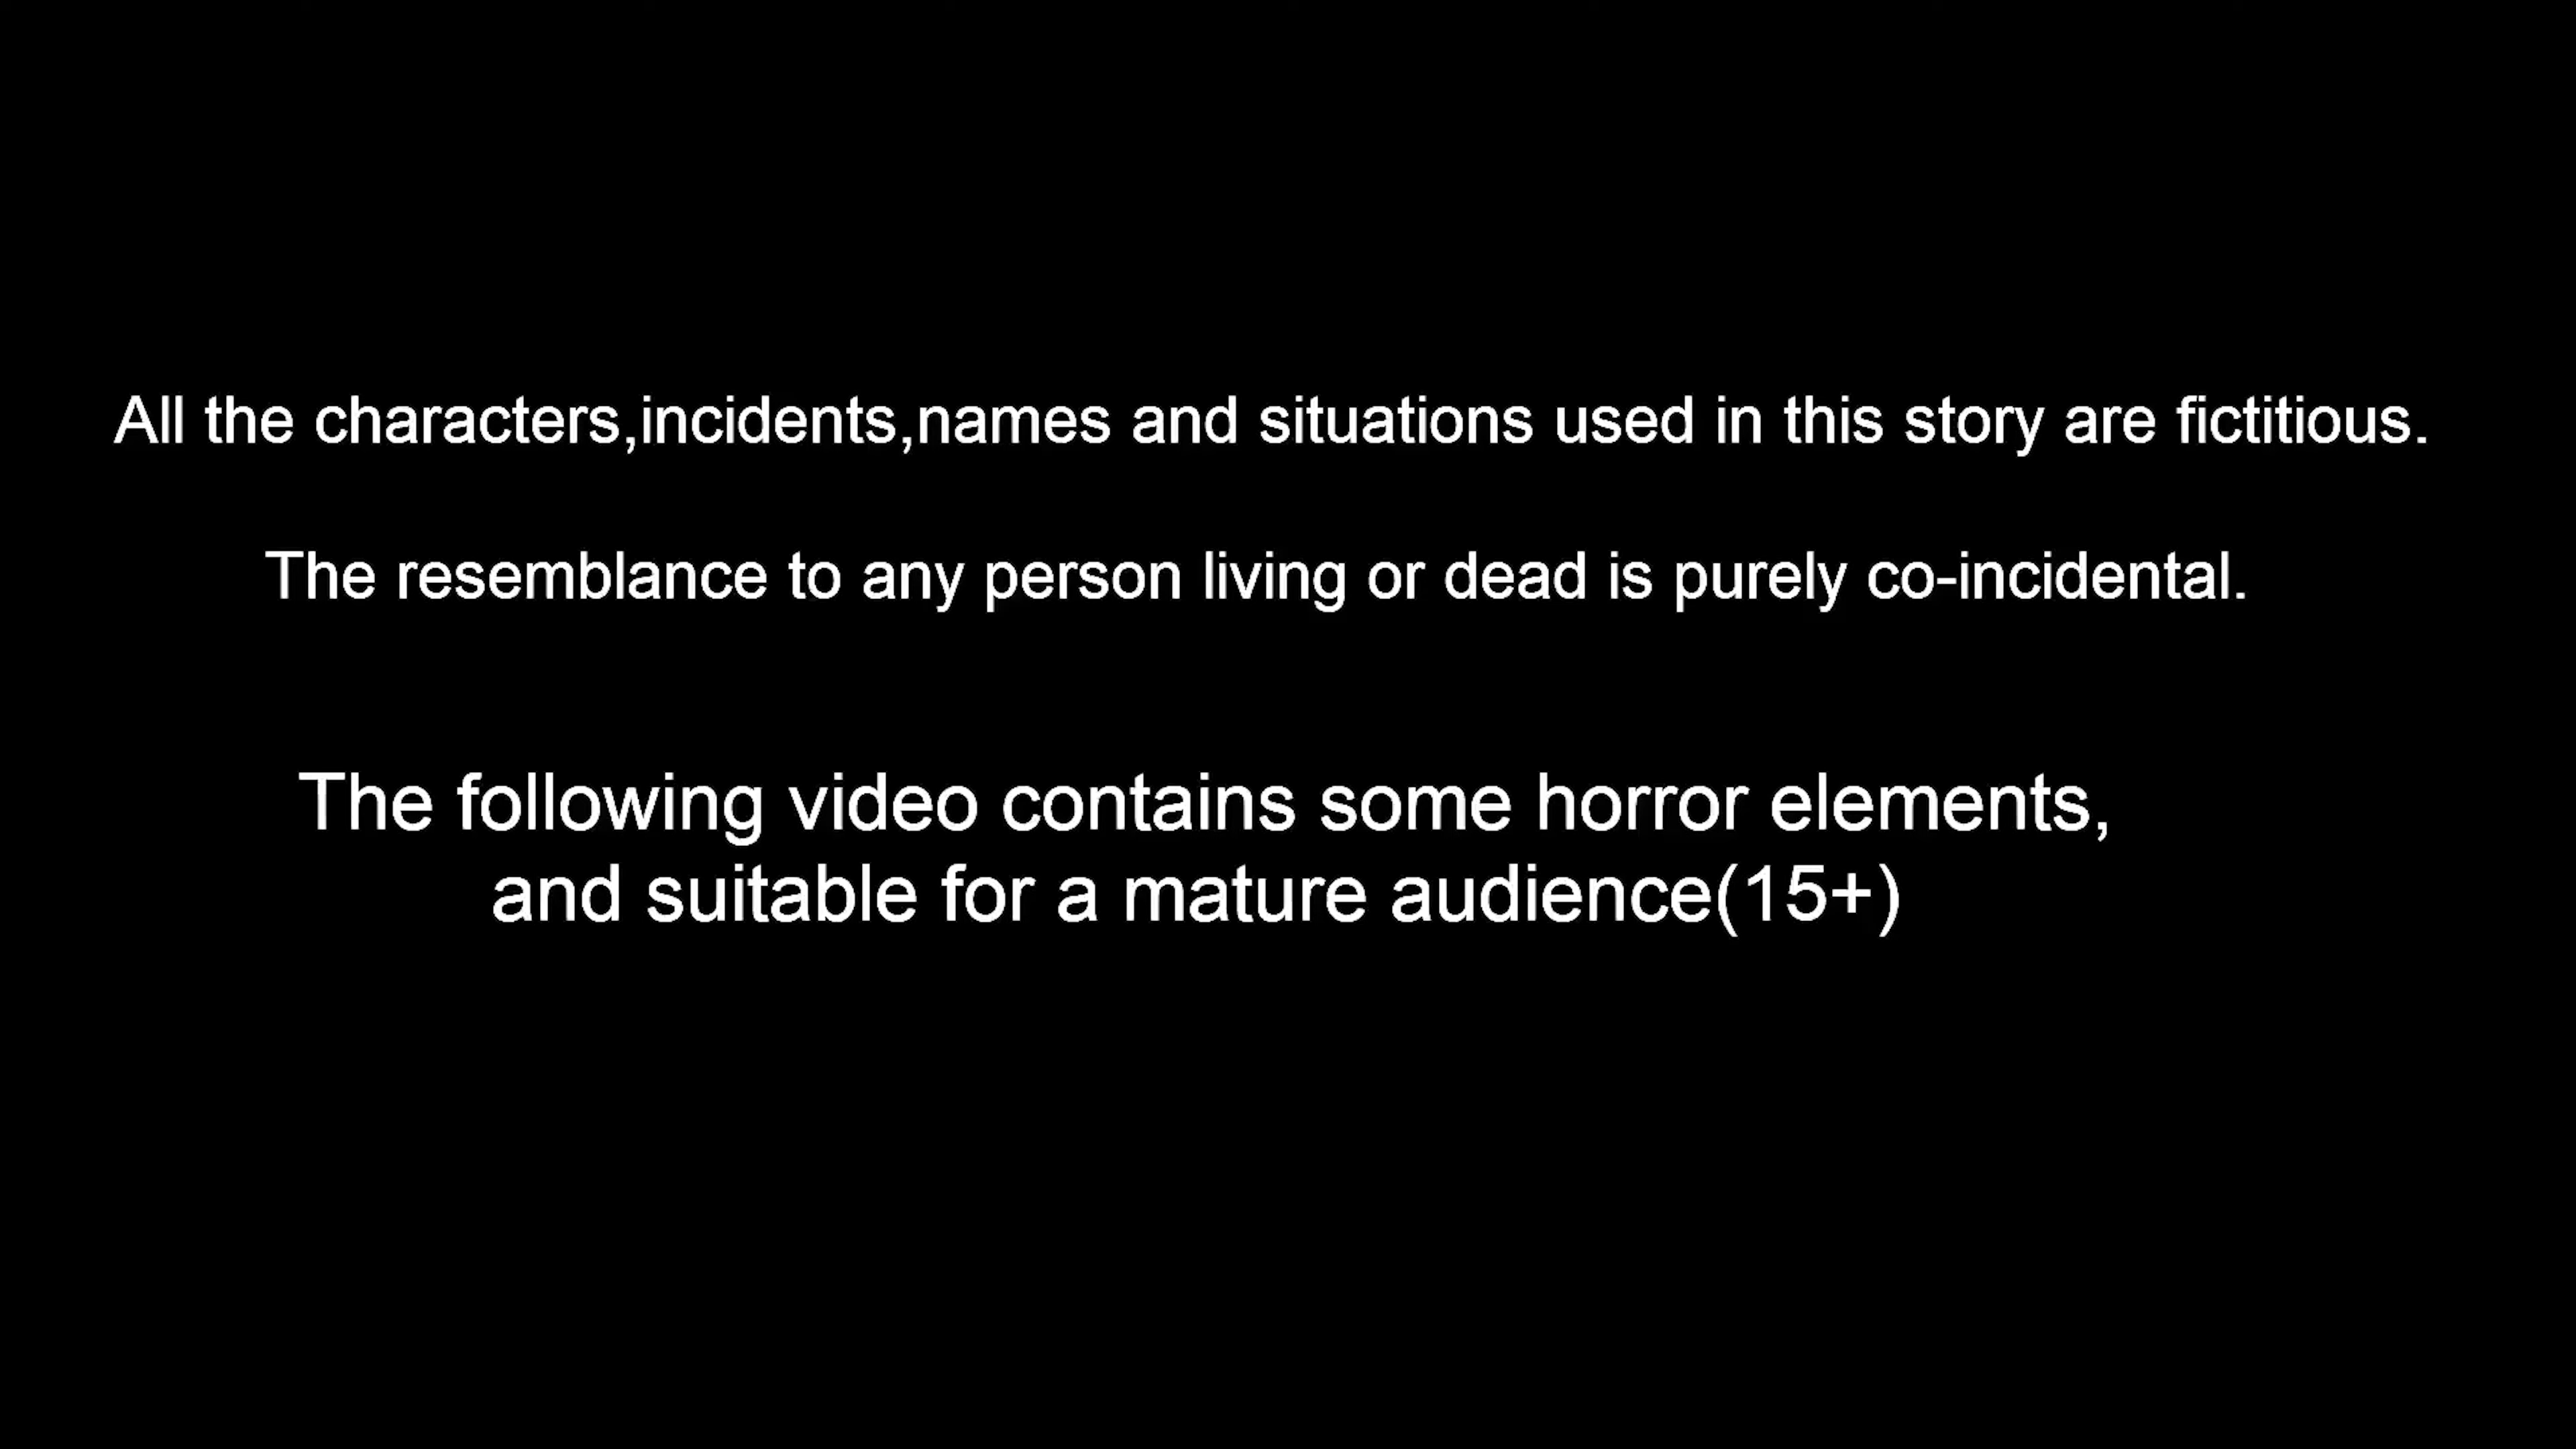 All the characters,incidents,names and situations used in this story are fictitious.
The resemblance to any person living or dead is purely co-incidental.
The following video contains some horror elements,
and suitable for a mature audience(15+)